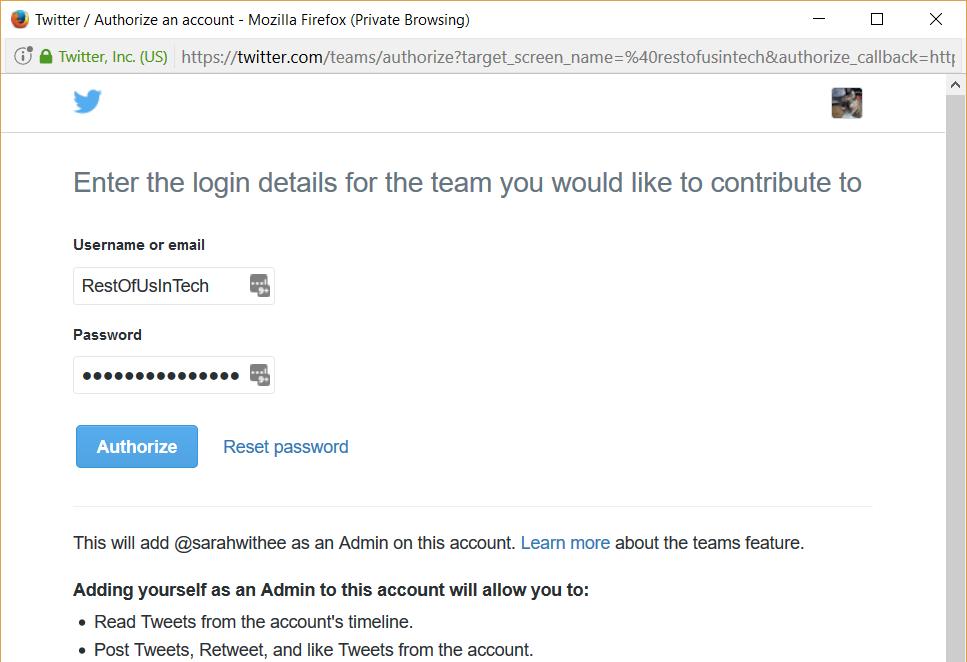 Twitter / Authorize an account - Mozilla Firefox (Private Browsing)
Twitter, Inc. (US) https://twitter.com/teams/authorize?target_screen_name=%40restofusintech&authorize_callback=http
Enter the login details for the team you would like to contribute to
Username or email
RestOfUsInTech
Password
●●●●●●●●●●●●●●●
Authorize Reset password
This will add @sarahwithee as an Admin on this account. Learn more about the teams feature.
Adding yourself as an Admin to this account will allow you to:
• Read Tweets from the account's timeline.
• Post Tweets, Retweet, and like Tweets from the account.